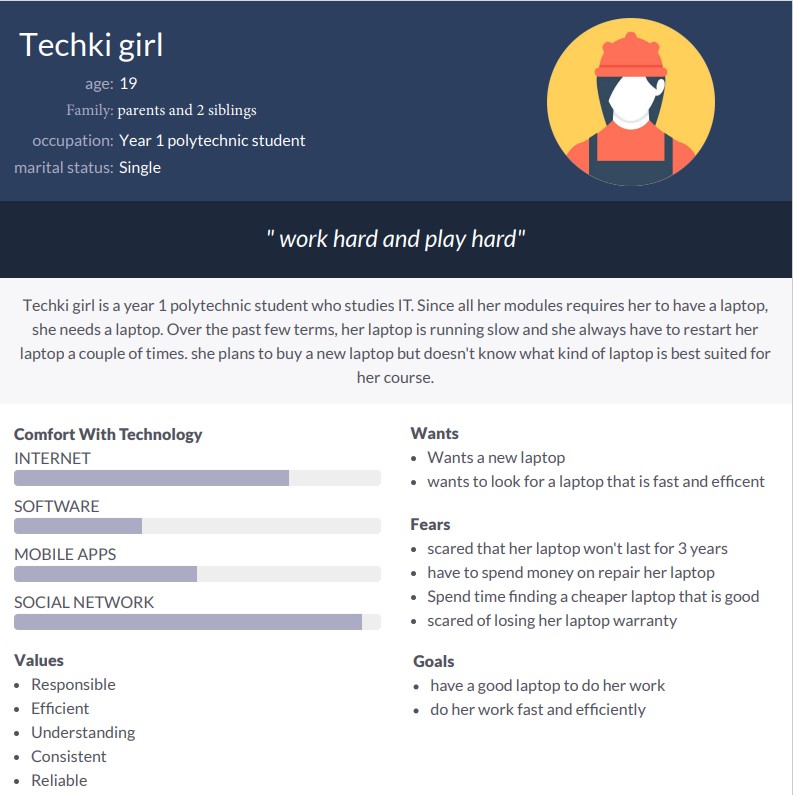 Techki girl
age: 19
Family: parents and 2 siblings
occupation: Year 1 polytechnic student
marital status: Single
" work hard and play hard"
Techki girl is a year 1 polytechnic student who studies IT. Since all her modules requires her to have a laptop,
she needs a laptop. Over the past few terms, her laptop is running slow and she always have to restart her
laptop a couple of times. she plans to buy a new laptop but doesn't know what kind of laptop is best suited for
her course.
Comfort With Technology
INTERNET
SOFTWARE
MOBILE APPS
SOCIAL NETWORK
Values
• Responsible
• Efficient
• Understanding
• Consistent
• Reliable
Wants
• Wants a new laptop
• wants to look for a laptop that is fast and efficent
Fears
• scared that her laptop won't last for 3 years
• have to spend money on repair her laptop
• Spend time finding a cheaper laptop that is good
• scared of losing her laptop warranty
Goals
• have a good laptop to do her work
• do her work fast and efficiently